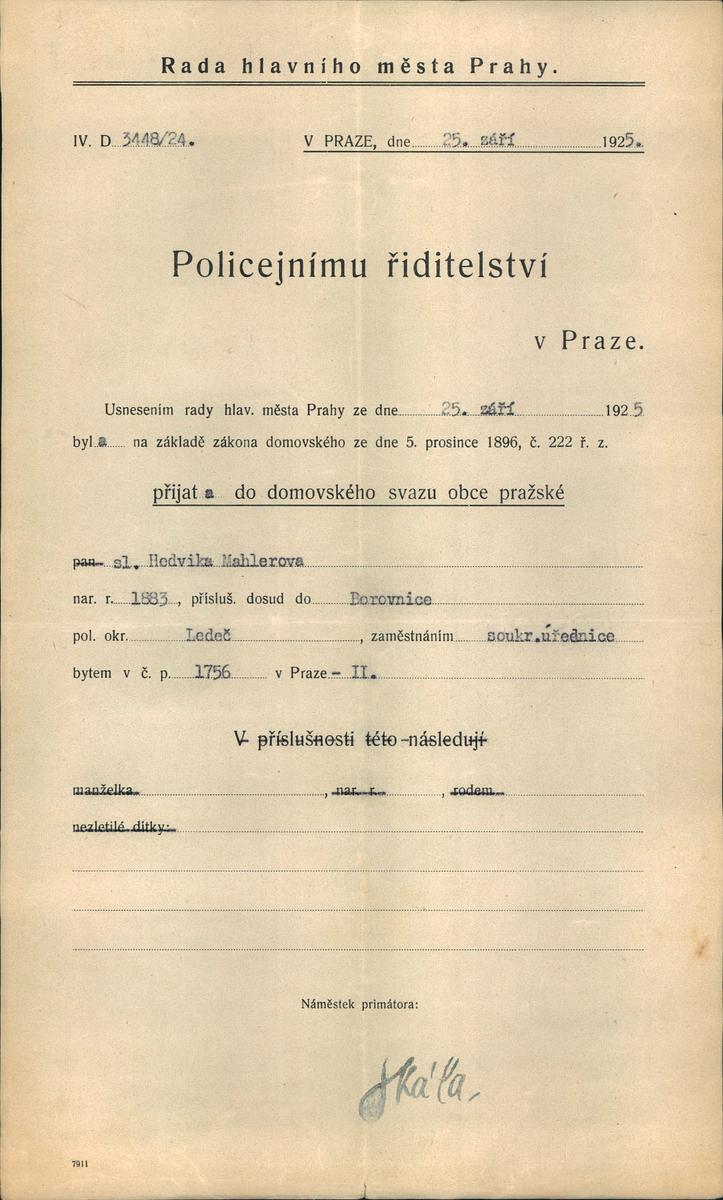 Rada hlavního města Prahy.
IV. D 3448/24. V PRAZE, dne 25. září 1925.
Policejnímu řiditelství
v Praze.
Usnesením rady hlav. města Prahy ze dne 25. září 1925
byl a na základě zákona domovského ze dne 5. prosince 1896, č. 222 ř. z.
přijat a do domovského svazu obce pražské
pan sl. Hedvika Mahlerova
nar. r. 1883, přísluš. dosud do Borovnice
pol. okr. Ledeč, zaměstnáním soukr.úřednice
bytem v č. p. 1756 v Praze - II.
V příslušnosti této následují
manželka, nar. r., rodem
nezletilé dítky:
Náměstek primátora:
Skála.
7911